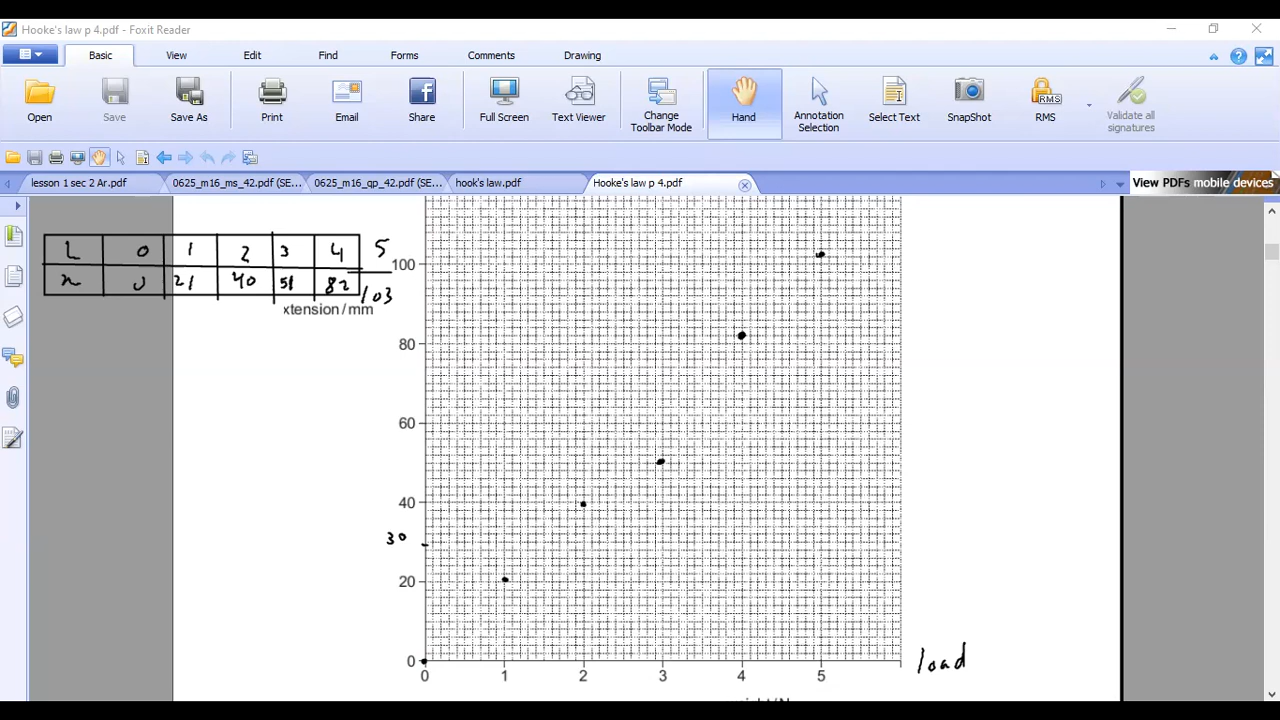 Hooke's law p 4.pdf - Foxit Reader
Basic View Find Edit Forms Comments Drawing
Open Save Save As Print Email Share Full Screen Text Viewer Change Toolbar Mode Hand Annotation Selection Select Text SnapShot RMS Validate all signatures
lesson 1 sec 2 Ar.pdf 0625_m16_ms_42.pdf (SE... 0625_m16_qp_42.pdf (SE... hook's law.pdf Hooke's law p 4.pdf View PDFs mobile devices
L 0 1 2 3 4 5
x 0 21 40 51 82 103
xtension / mm
100
80
60
40
30
20
0
0 1 2 3 4 5
load